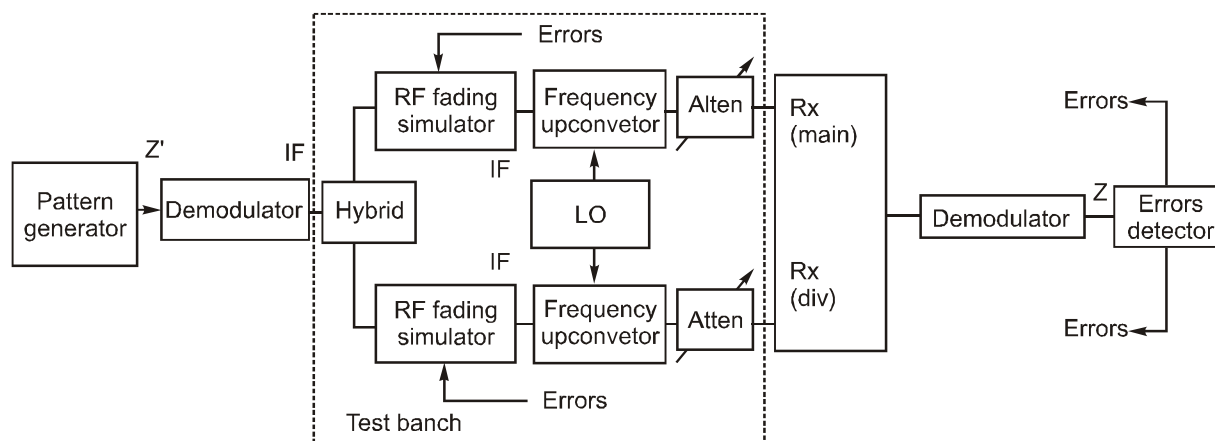 Errors
RF fading
simulator
Frequency
upconvetor
Alten
Rx
(main)
Errors
Z'
IF
IF
Pattern
generator
Demodulator
Hybrid
LO
Demodulator
Z
Errors
detector
IF
RF fading
simulator
Frequency
upconvetor
Atten
Rx
(div)
Errors
Errors
Test banch